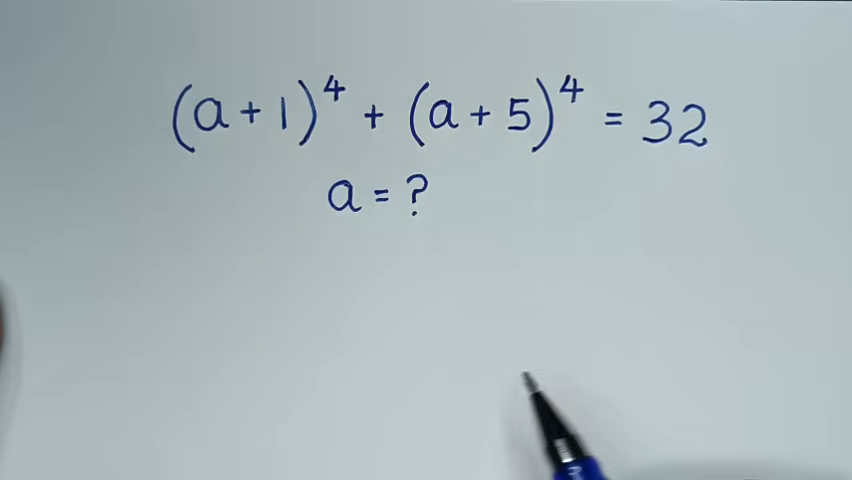 (a + 1)⁴ + (a + 5)⁴ = 32
a = ?